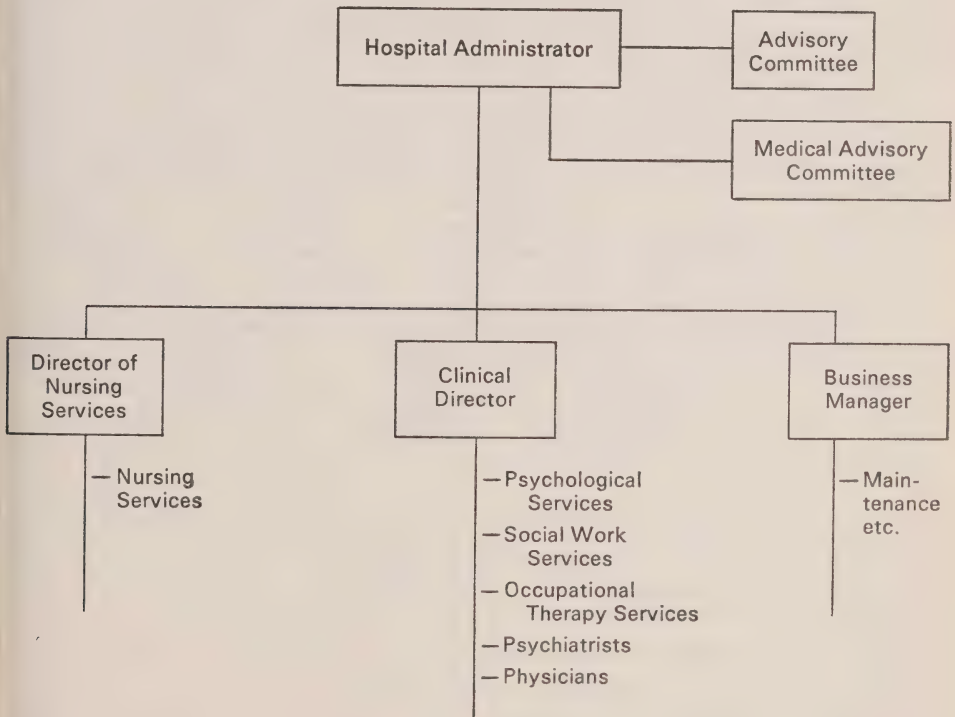 Hospital Administrator
Advisory
Committee
Medical Advisory
Committee
Director of
Nursing
Services
Clinical
Director
Business
Manager
— Nursing
Services
— Psychological
Services
— Social Work
Services
— Occupational
Therapy Services
— Psychiatrists
— Physicians
— Main-
tenance
etc.